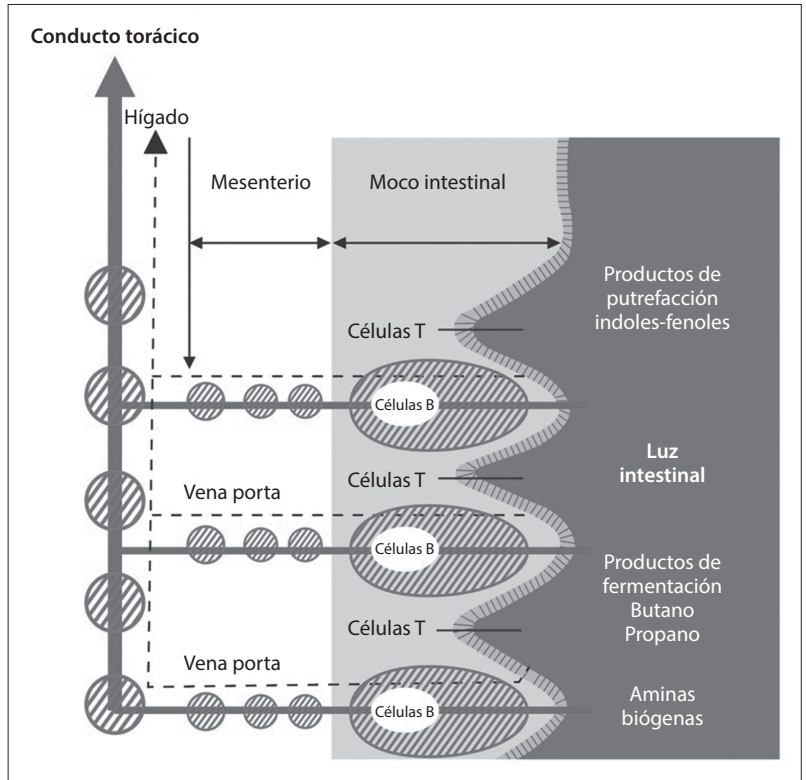 Conducto torácico
Hígado
Mesenterio
Moco intestinal
Productos de
putrefacción
indoles-fenoles
Células T
Células B
Luz
intestinal
Células T
Vena porta
Células B
Productos de
fermentación
Butano
Propano
Células T
Vena porta
Aminas
biógenas
Células B